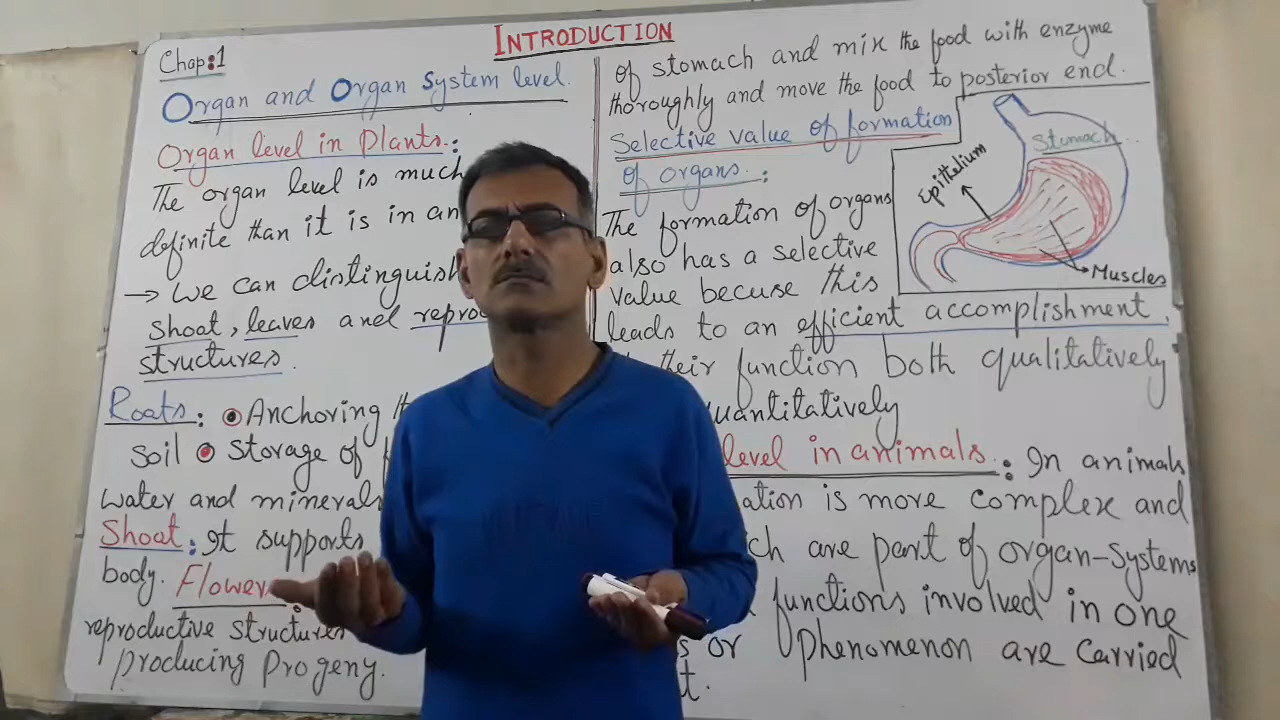 INTRODUCTION
Chap:1
Organ and Organ System level.
Organ level in Plants:
The organ level is much
definite than it is in an
→ We can distinguish
shoot, leaves and repro
structures.
Roots: Anchoring
soil Storage of
water and minerals
Shoot: It supports
body. Flower
reproductive structures
producing Progeny.
of stomach and mix the food with enzyme
thoroughly and move the food to posterior end.
Selective value of formation
of organs.:
The formation of organs
also has a selective
value becuse this
leads to an efficient accomplishment
their function both qualitatively
uantitatively
level in animals: In animals
ation is more complex and
ch are part of organ-systems
functions involved in one
s or phenomenon are carried
t.
Stomach
Epithelium
Muscles